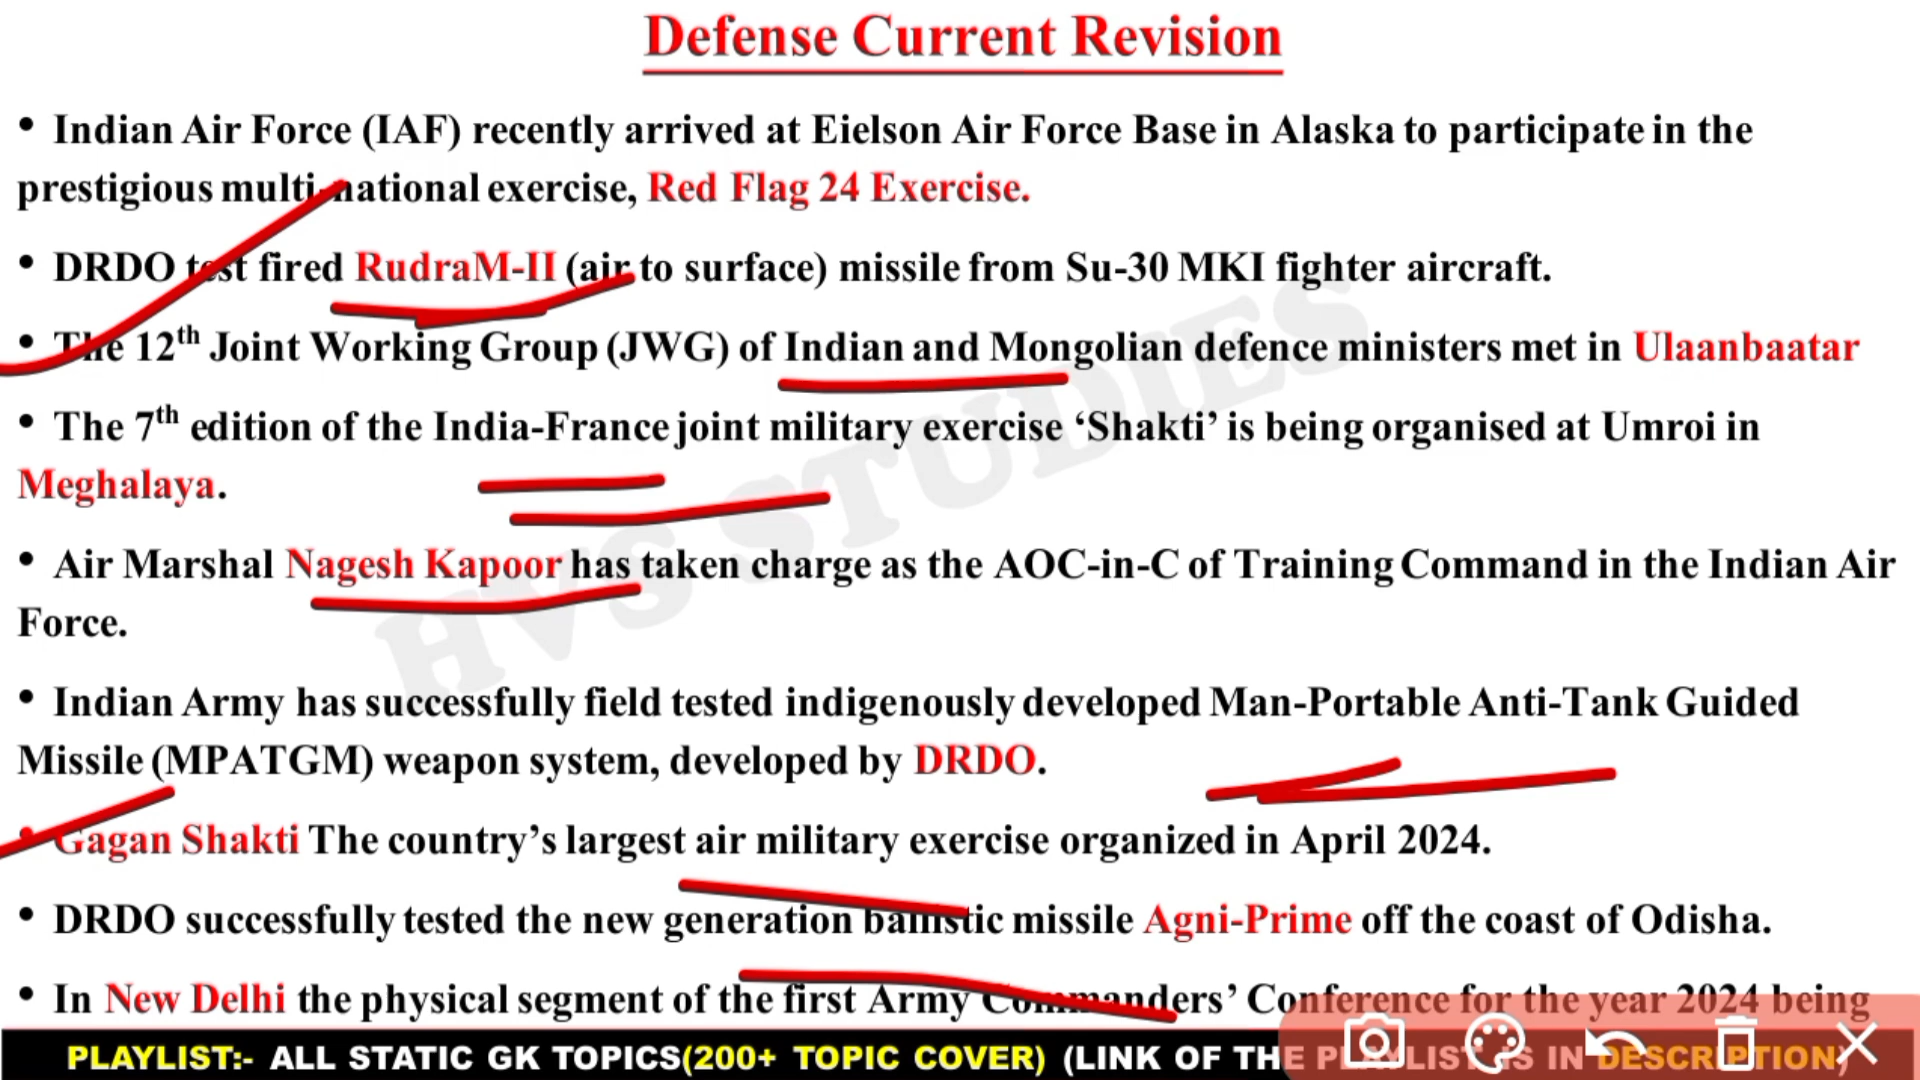 Defense Current Revision
• Indian Air Force (IAF) recently arrived at Eielson Air Force Base in Alaska to participate in the
prestigious multi-national exercise, Red Flag 24 Exercise.
• DRDO test fired RudraM-II (air to surface) missile from Su-30 MKI fighter aircraft.
• The 12th Joint Working Group (JWG) of Indian and Mongolian defence ministers met in Ulaanbaatar
• The 7th edition of the India-France joint military exercise ‘Shakti’ is being organised at Umroi in
Meghalaya.
• Air Marshal Nagesh Kapoor has taken charge as the AOC-in-C of Training Command in the Indian Air
Force.
• Indian Army has successfully field tested indigenously developed Man-Portable Anti-Tank Guided
Missile (MPATGM) weapon system, developed by DRDO.
• Gagan Shakti The country’s largest air military exercise organized in April 2024.
• DRDO successfully tested the new generation ballistic missile Agni-Prime off the coast of Odisha.
• In New Delhi the physical segment of the first Army Commanders’ Conference for the year 2024 being
HVS STUDIES
PLAYLIST:- ALL STATIC GK TOPICS(200+ TOPIC COVER) (LINK OF THE PLAYLIST IS IN DESCRIPTION)